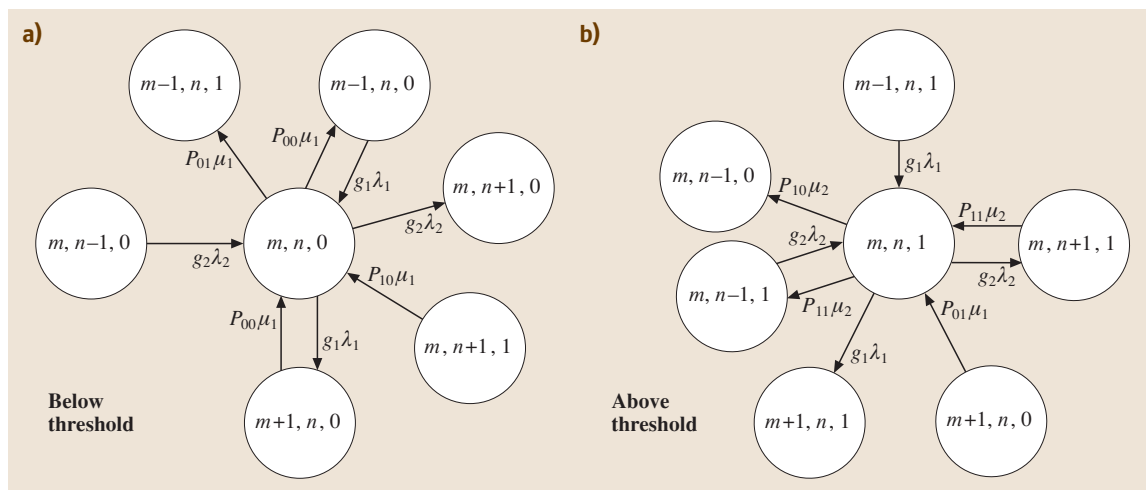 a)
m–1, n, 1
m–1, n, 0
P₀₀μ₁
P₀₁μ₁
g₁λ₁
m, n+1, 0
g₂λ₂
m, n–1, 0
g₂λ₂
m, n, 0
P₁₀μ₁
P₀₀μ₁
g₁λ₁
m, n+1, 1
Below
threshold
m+1, n, 0
b)
m–1, n, 1
g₁λ₁
m, n–1, 0
P₁₀μ₂
P₁₁μ₂
g₂λ₂
m, n, 1
m, n+1, 1
g₂λ₂
m, n–1, 1
P₁₁μ₂
P₀₁μ₁
g₁λ₁
Above
threshold
m+1, n, 1
m+1, n, 0